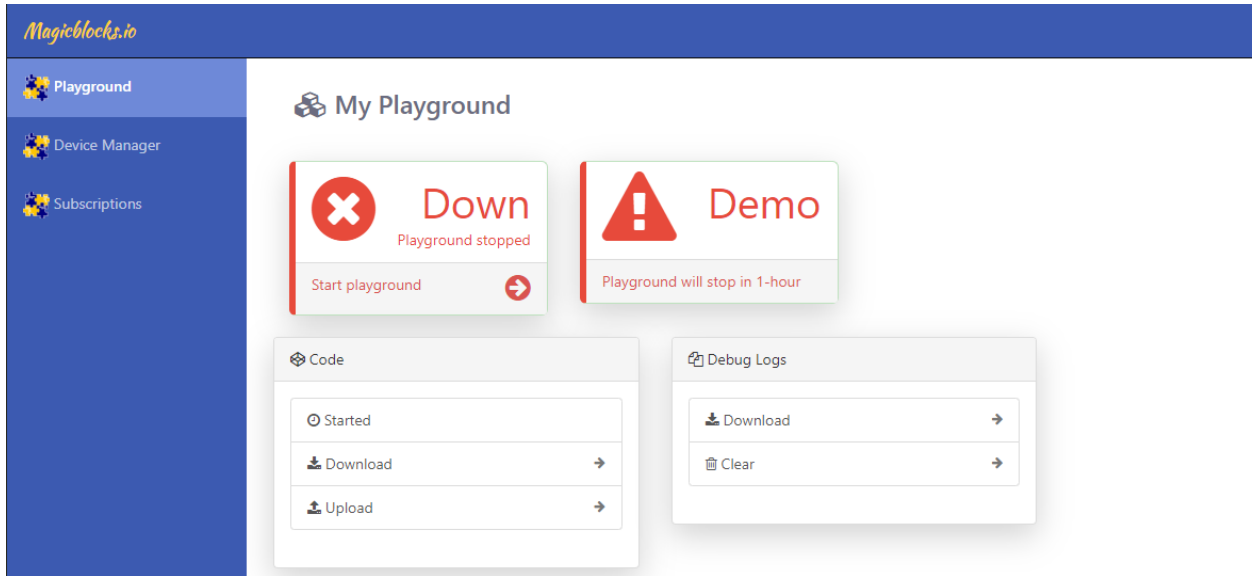 Magicblocks.io
Playground
Device Manager
Subscriptions
My Playground
Down
Playground stopped
Start playground
Demo
Playground will stop in 1-hour
Code
Started
Download
Upload
Debug Logs
Download
Clear